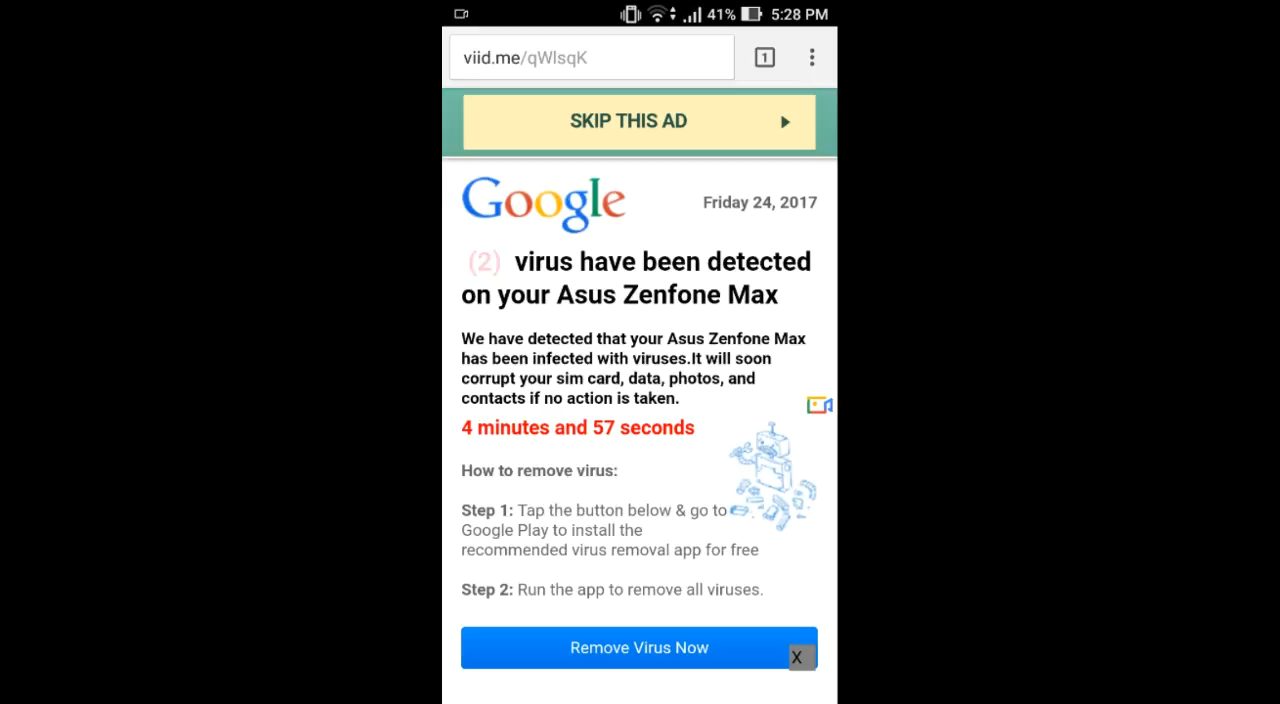 41% 5:28 PM
viid.me/qWlsqK
1
SKIP THIS AD
Google
Friday 24, 2017
(2) virus have been detected
on your Asus Zenfone Max
We have detected that your Asus Zenfone Max
has been infected with viruses.It will soon
corrupt your sim card, data, photos, and
contacts if no action is taken.
4 minutes and 57 seconds
How to remove virus:
Step 1: Tap the button below & go to
Google Play to install the
recommended virus removal app for free
Step 2: Run the app to remove all viruses.
Remove Virus Now
X